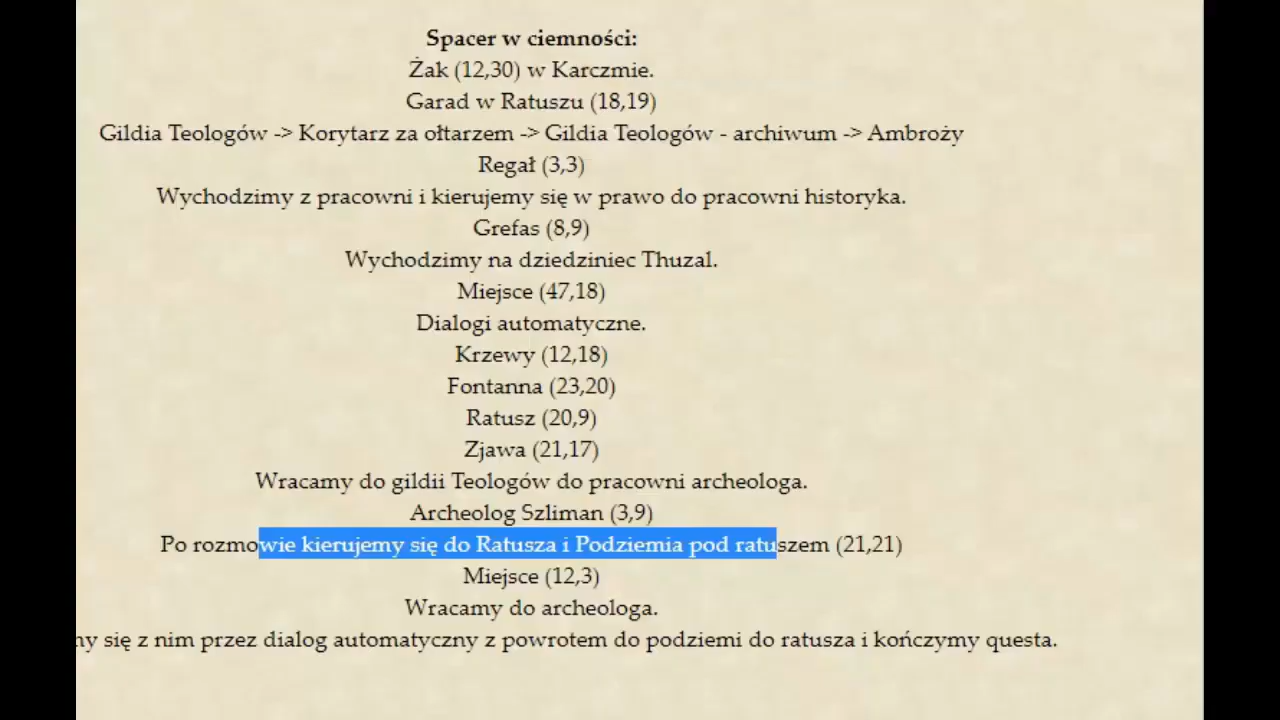 Spacer w ciemności:
Żak (12,30) w Karczmie.
Garad w Ratuszu (18,19)
Gildia Teologów -> Korytarz za ołtarzem -> Gildia Teologów - archiwum -> Ambroży
Regał (3,3)
Wychodzimy z pracowni i kierujemy się w prawo do pracowni historyka.
Grefas (8,9)
Wychodzimy na dziedziniec Thuzal.
Miejsce (47,18)
Dialogi automatyczne.
Krzewy (12,18)
Fontanna (23,20)
Ratusz (20,9)
Zjawa (21,17)
Wracamy do gildii Teologów do pracowni archeologa.
Archeolog Szliman (3,9)
Po rozmowie kierujemy się do Ratusza i Podziemia pod ratuszem (21,21)
Miejsce (12,3)
Wracamy do archeologa.
się z nim przez dialog automatyczny z powrotem do podziemi do ratusza i kończymy questa.